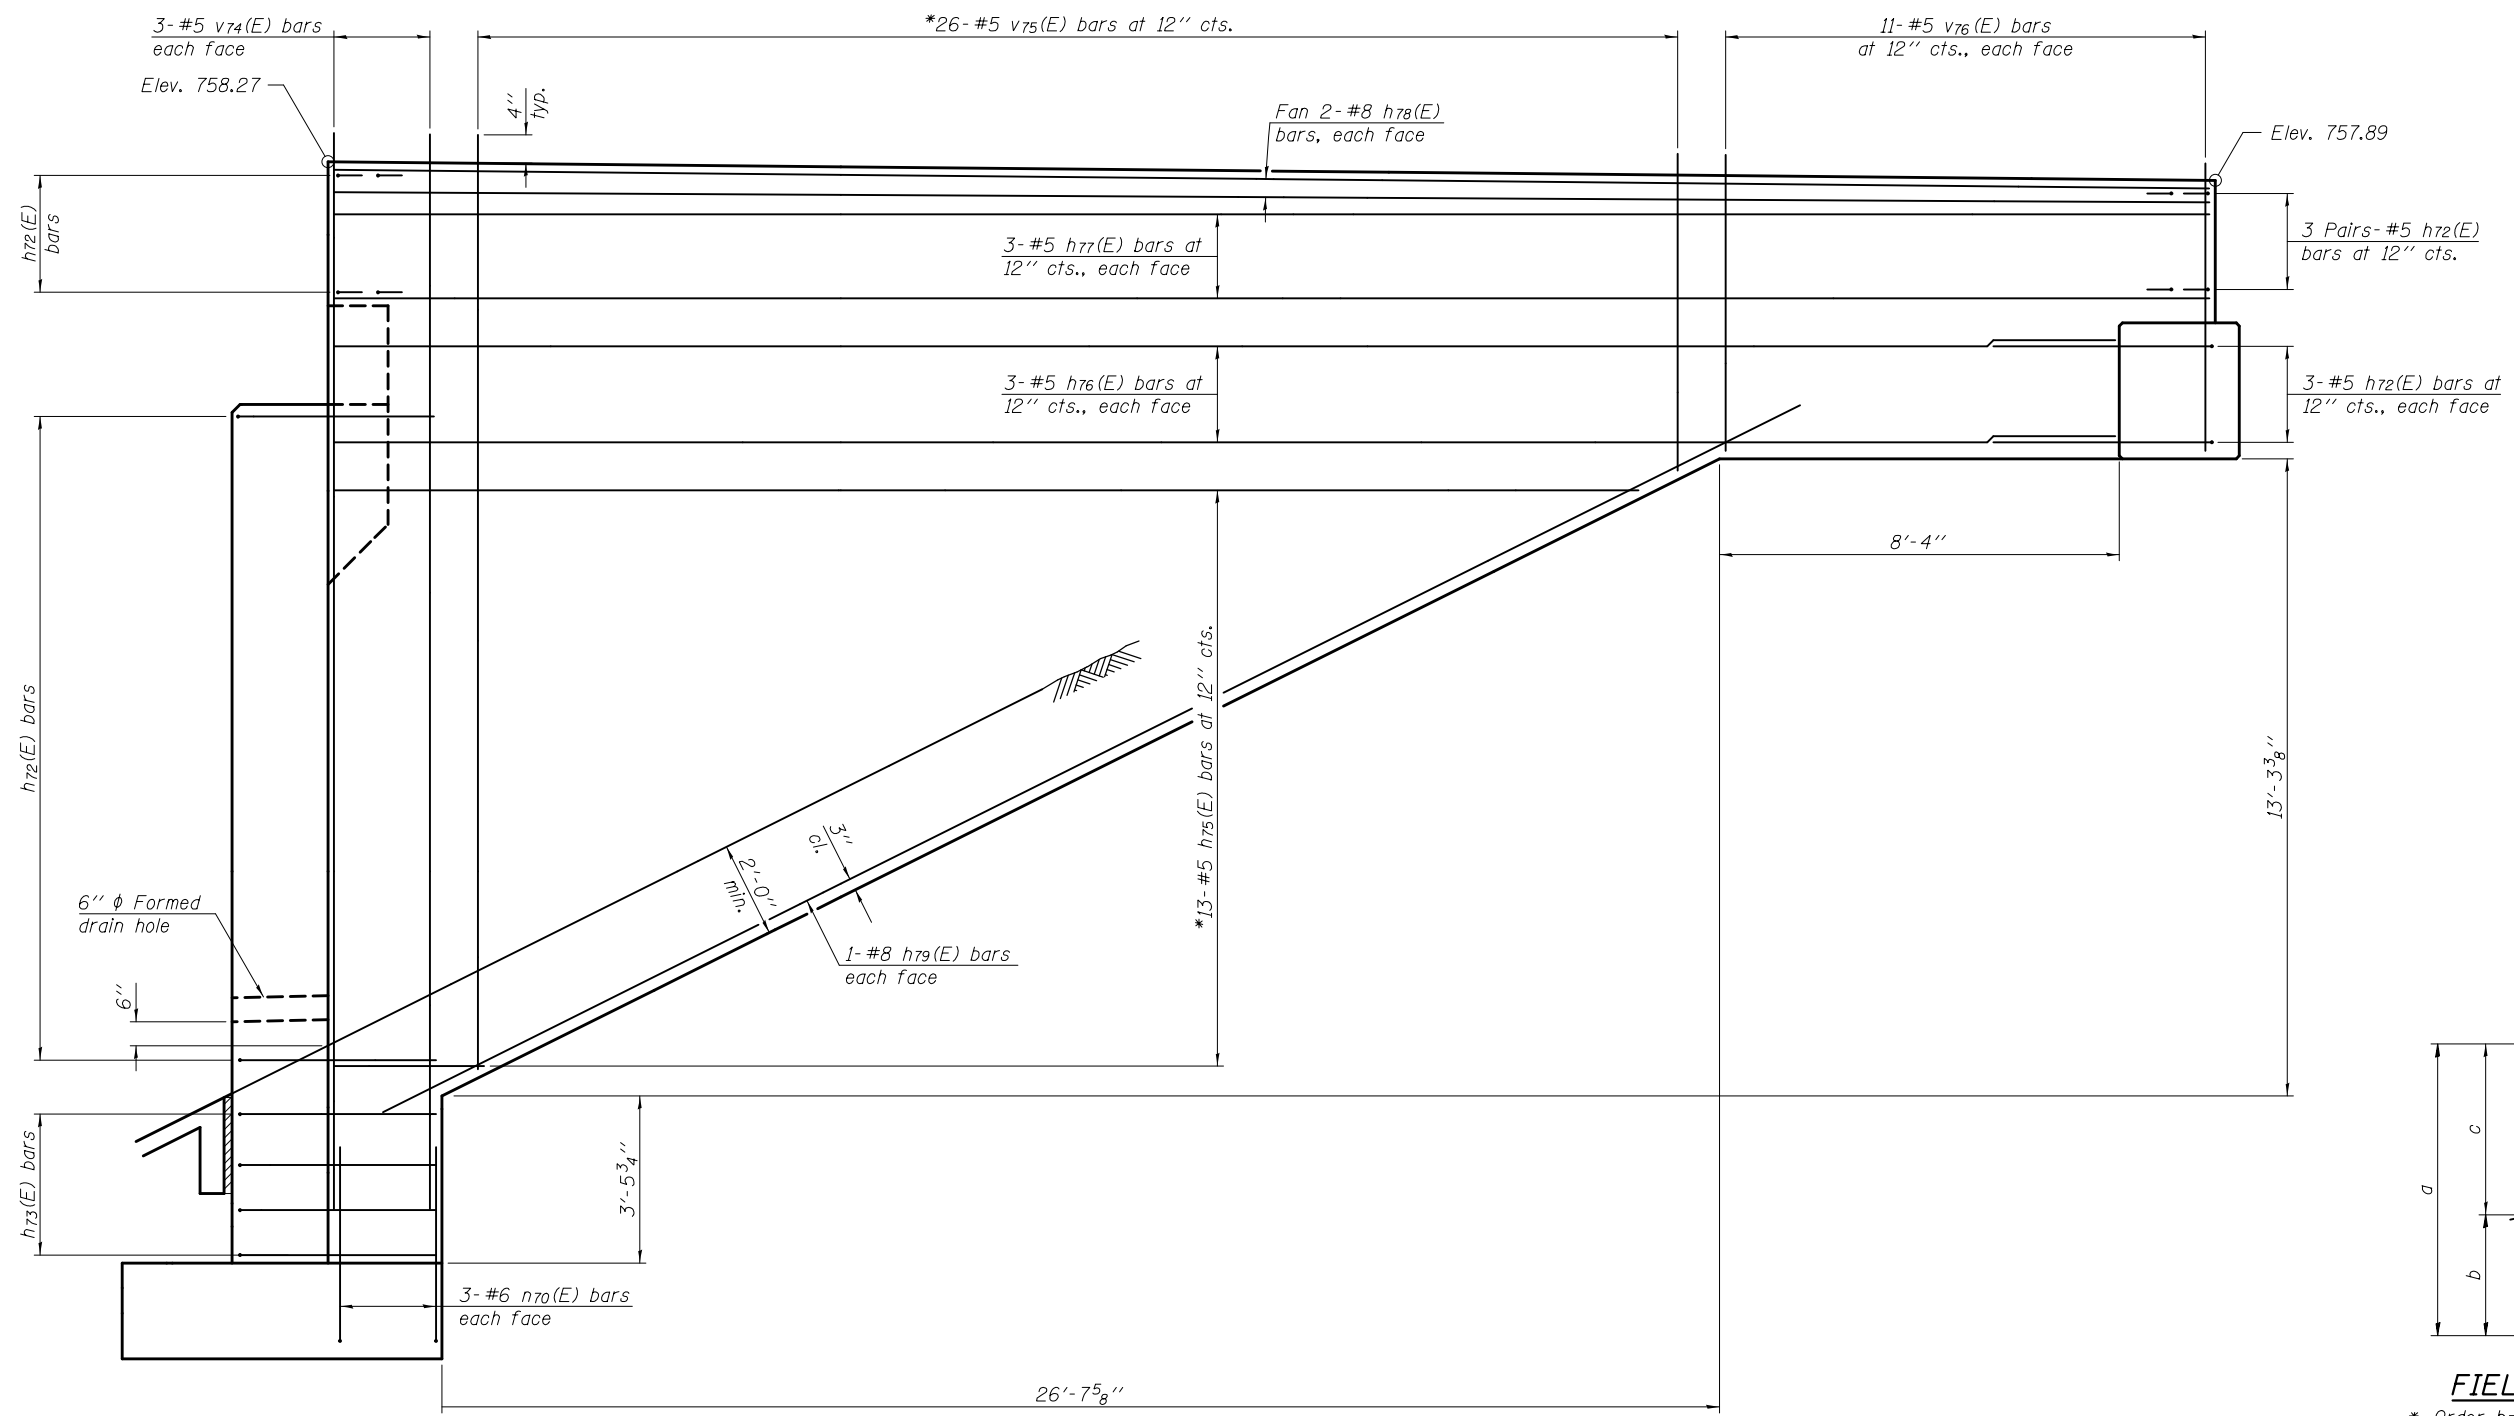 3-#5 v74(E) bars
each face
*26-#5 v75(E) bars at 12" cts.
11-#5 v76(E) bars
at 12" cts., each face
Elev. 758.27
4"
typ.
Fan 2-#8 h78(E)
bars, each face
Elev. 757.89
h72(E)
bars
3-#5 h77(E) bars at
12" cts., each face
3 Pairs-#5 h72(E)
bars at 12" cts.
3-#5 h76(E) bars at
12" cts., each face
3-#5 h72(E) bars at
12" cts., each face
8'-4"
h72(E) bars
*13-#5 h75(E) bars at 12" cts.
13'-3 3/8"
3"
cl.
2'-0"
min.
6" ϕ Formed
drain hole
1-#8 h79(E) bars
each face
6"
h73(E) bars
3'-5 3/4"
a
c
b
3-#6 n70(E) bars
each face
26'-7 5/8"
FIEL